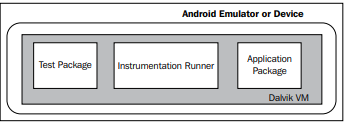 Android Emulator or Device
Test Package
Instrumentation Runner
Application
Package
Dalvik VM